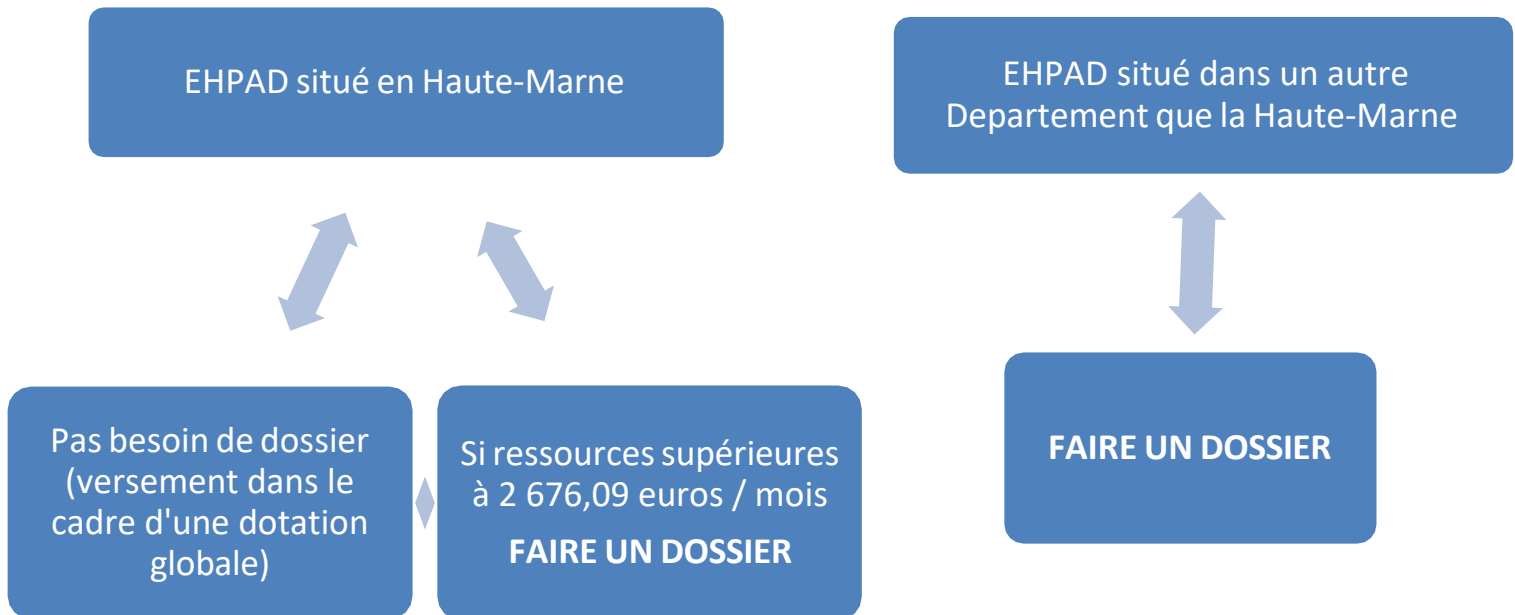 EHPAD situé en Haute-Marne
EHPAD situé dans un autre
Departement que la Haute-Marne
Pas besoin de dossier
(versement dans le
cadre d'une dotation
globale)
Si ressources supérieures
à 2 676,09 euros / mois
FAIRE UN DOSSIER
FAIRE UN DOSSIER